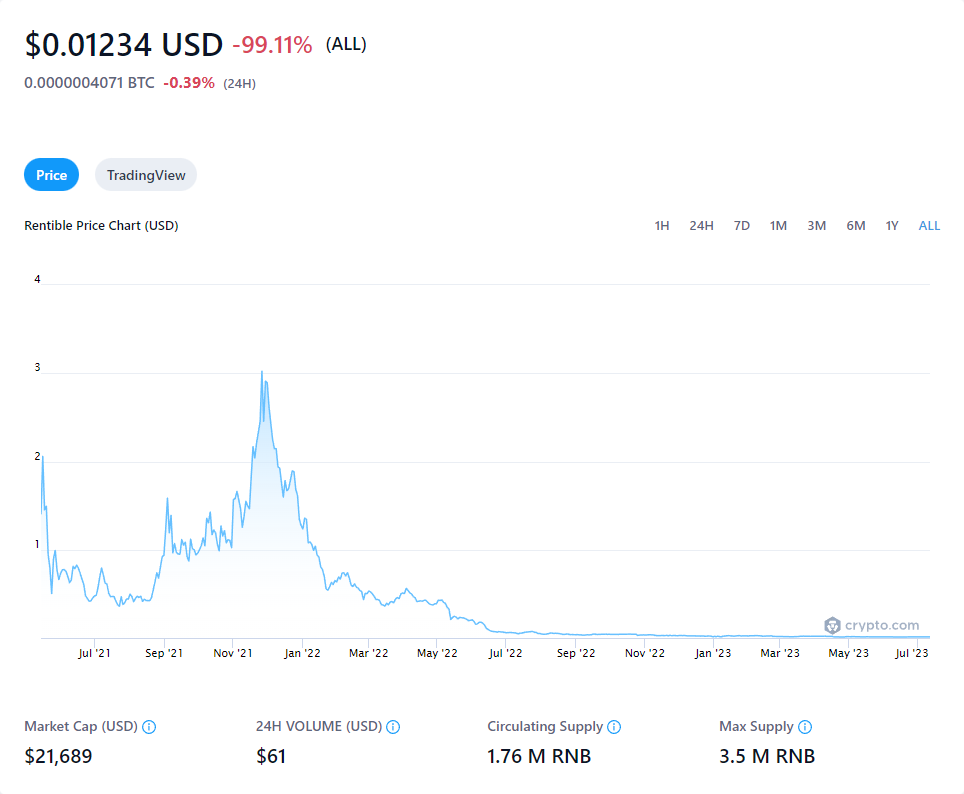 $0.01234 USD -99.11% (ALL)
0.0000004071 BTC -0.39% (24H)
Price TradingView
Rentible Price Chart (USD) 1H 24H 7D 1M 3M 6M 1Y ALL
4
3
2
1
crypto.com
Jul '21 Sep '21 Nov '21 Jan '22 Mar '22 May '22 Jul '22 Sep '22 Nov '22 Jan '23 Mar '23 May '23 Jul '23
Market Cap (USD) 24H VOLUME (USD) Circulating Supply Max Supply
$21,689 $61 1.76 M RNB 3.5 M RNB